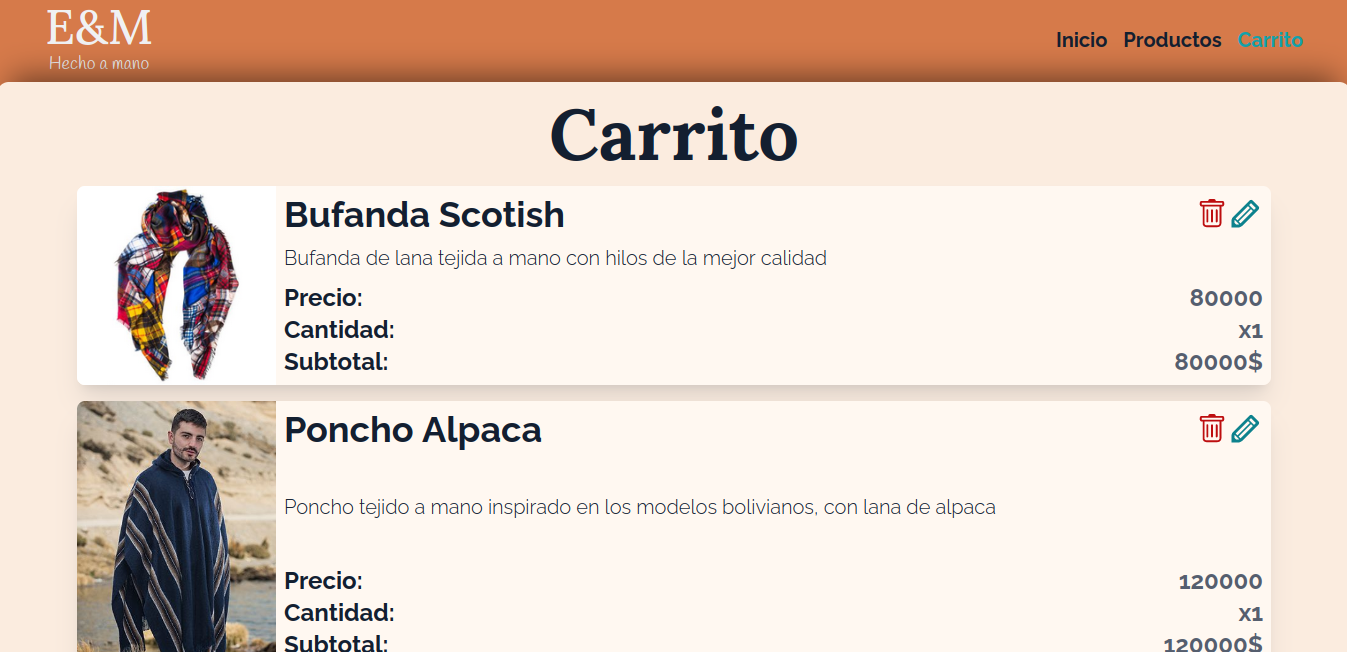 E&M
Hecho a mano
Inicio Productos Carrito
Carrito
Bufanda Scotish
Bufanda de lana tejida a mano con hilos de la mejor calidad
Precio: 80000
Cantidad: x1
Subtotal: 80000$
Poncho Alpaca
Poncho tejido a mano inspirado en los modelos bolivianos, con lana de alpaca
Precio: 120000
Cantidad: x1
Subtotal: 120000$